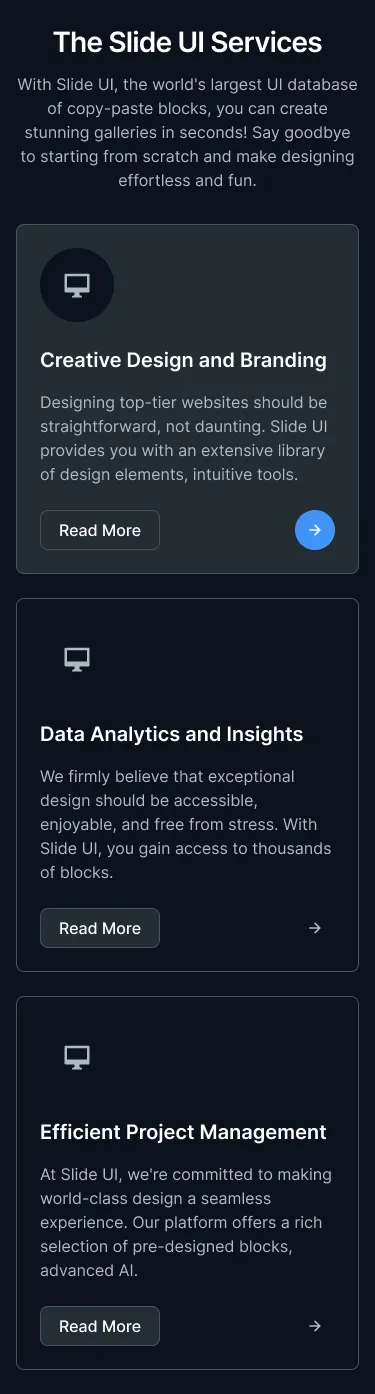 The Slide UI Services
With Slide UI, the world's largest UI database
of copy-paste blocks, you can create
stunning galleries in seconds! Say goodbye
to starting from scratch and make designing
effortless and fun.
Creative Design and Branding
Designing top-tier websites should be
straightforward, not daunting. Slide UI
provides you with an extensive library
of design elements, intuitive tools.
Read More
Data Analytics and Insights
We firmly believe that exceptional
design should be accessible,
enjoyable, and free from stress. With
Slide UI, you gain access to thousands
of blocks.
Read More
Efficient Project Management
At Slide UI, we're committed to making
world-class design a seamless
experience. Our platform offers a rich
selection of pre-designed blocks,
advanced AI.
Read More